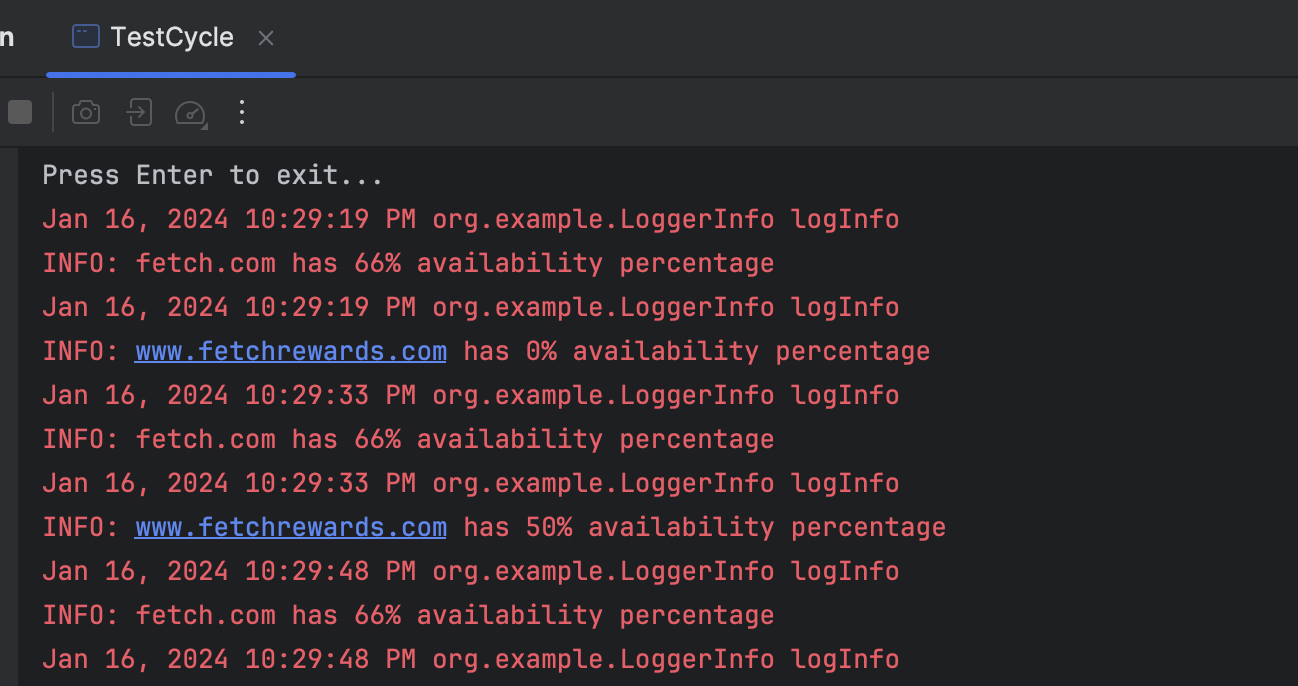 n
TestCycle
Press Enter to exit...
Jan 16, 2024 10:29:19 PM org.example.LoggerInfo logInfo
INFO: fetch.com has 66% availability percentage
Jan 16, 2024 10:29:19 PM org.example.LoggerInfo logInfo
INFO: www.fetchrewards.com has 0% availability percentage
Jan 16, 2024 10:29:33 PM org.example.LoggerInfo logInfo
INFO: fetch.com has 66% availability percentage
Jan 16, 2024 10:29:33 PM org.example.LoggerInfo logInfo
INFO: www.fetchrewards.com has 50% availability percentage
Jan 16, 2024 10:29:48 PM org.example.LoggerInfo logInfo
INFO: fetch.com has 66% availability percentage
Jan 16, 2024 10:29:48 PM org.example.LoggerInfo logInfo